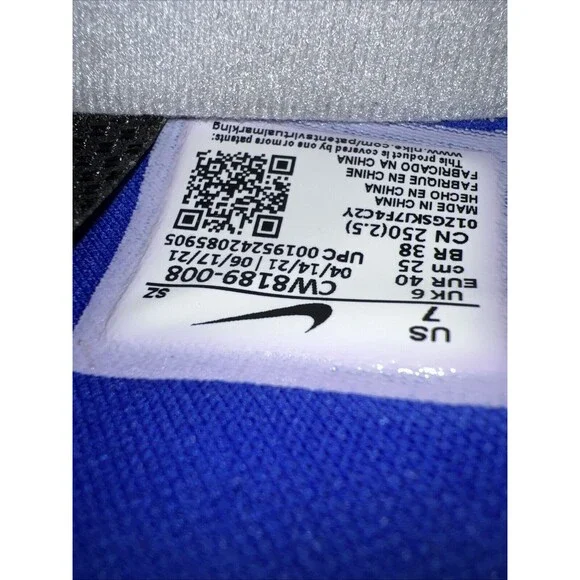 US
7
UK 6
EUR 40
cm 25
BR 38
CN 250(2.5)
01ZGSKJ7F4C2Y
MADE IN CHINA
HECHO EN CHINA
FABRIQUE EN CHINE
FABRICADO NA CHINA
This product is covered by one or more
patents:
www.nike.com/patentsvirtualmarking
SZ
CW8189-008
04/14/21 | 06/17/21
UPC 00195242085905